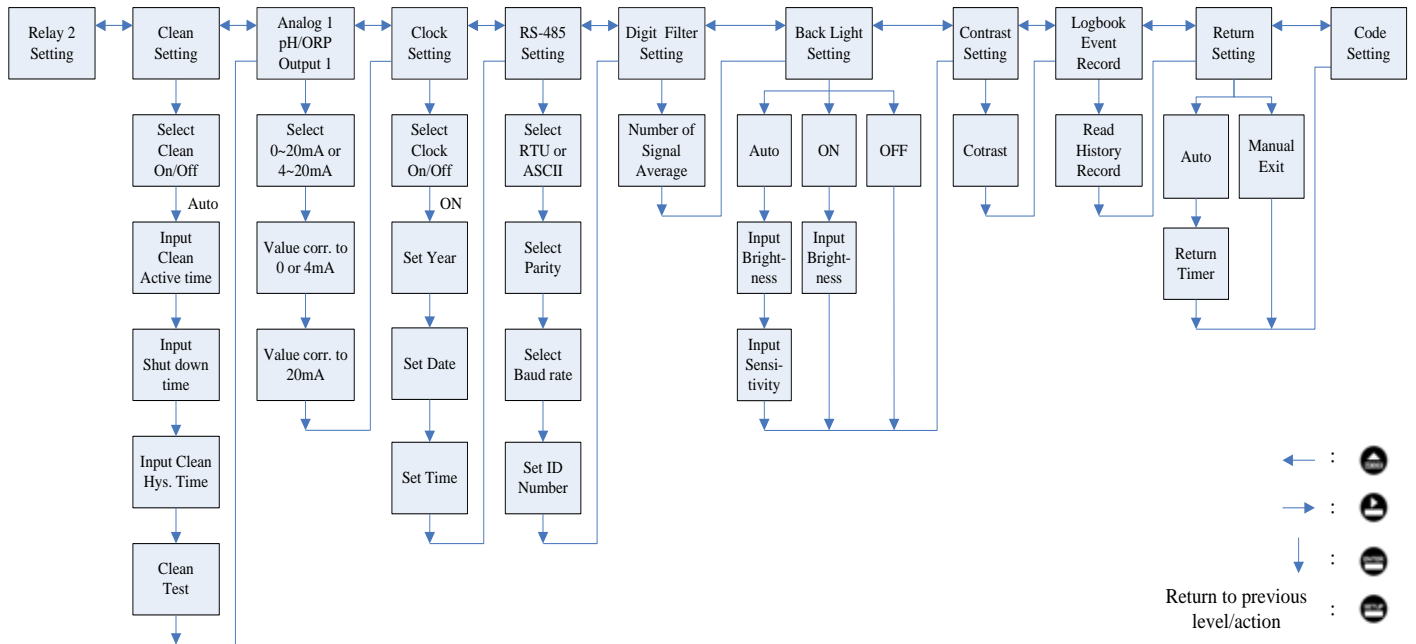 Relay 2
Setting
Clean
Setting
Analog 1
pH/ORP
Output 1
Clock
Setting
RS-485
Setting
Digit Filter
Setting
Back Light
Setting
Contrast
Setting
Logbook
Event
Record
Return
Setting
Code
Setting
Select
Clean
On/Off
Auto
Input
Clean
Active time
Input
Shut down
time
Input Clean
Hys. Time
Clean
Test
Select
0~20mA or
4~20mA
Value corr. to
0 or 4mA
Value corr. to
20mA
Select
Clock
On/Off
ON
Set Year
Set Date
Set Time
Select
RTU or
ASCII
Select
Parity
Select
Baud rate
Set ID
Number
Number of
Signal
Average
Auto
Input
Bright-
ness
Input
Sensi-
tivity
ON
Input
Bright-
ness
OFF
Cotrast
Read
History
Record
Auto
Return
Timer
Manual
Exit
:
:
:
ENTER
Return to previous
level/action
:
SETUP